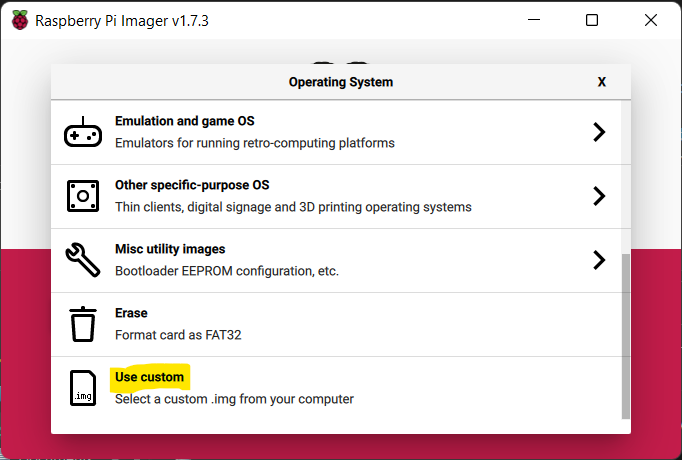 Raspberry Pi Imager v1.7.3
Operating System X
Emulation and game OS
Emulators for running retro-computing platforms
Other specific-purpose OS
Thin clients, digital signage and 3D printing operating systems
Misc utility images
Bootloader EEPROM configuration, etc.
Erase
Format card as FAT32
Use custom
.img
Select a custom .img from your computer